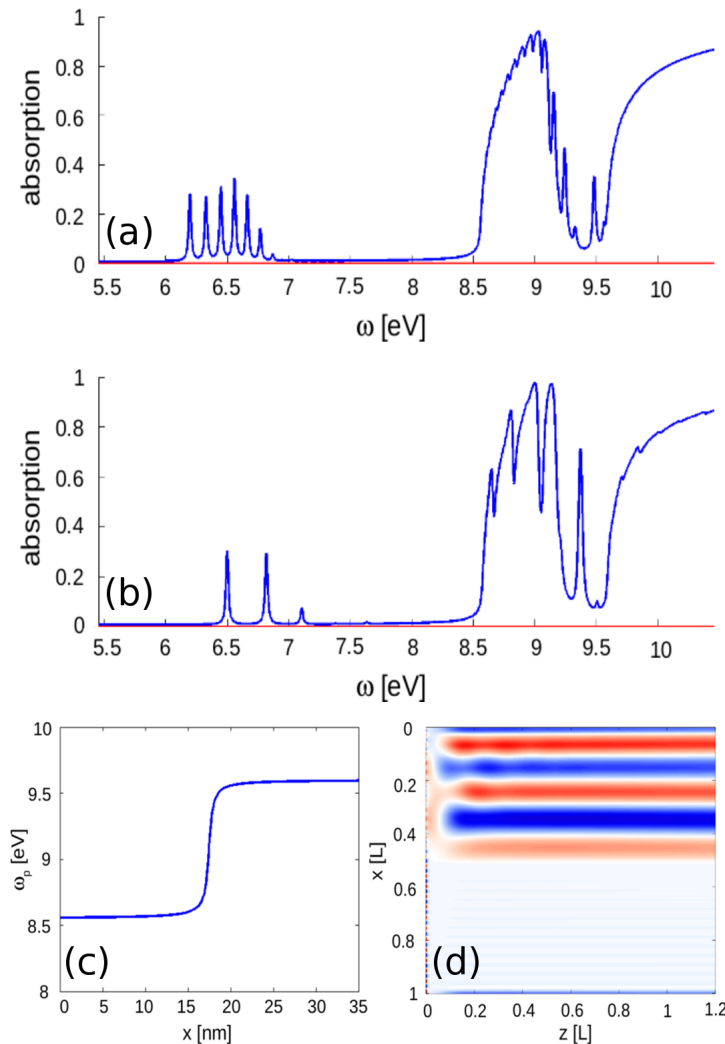 1
0.8
0.6
0.4
0.2
0
absorption
(a)
5.5 6 6.5 7 7.5 8 8.5 9 9.5 10
ω [eV]
1
0.8
0.6
0.4
0.2
0
absorption
(b)
5.5 6 6.5 7 7.5 8 8.5 9 9.5 10
ω [eV]
10
9.5
9
8.5
8
ωp [eV]
(c)
0 5 10 15 20 25 30 35
x [nm]
0
0.2
0.4
0.6
0.8
1
x [L]
(d)
0 0.2 0.4 0.6 0.8 1 1.2
z [L]